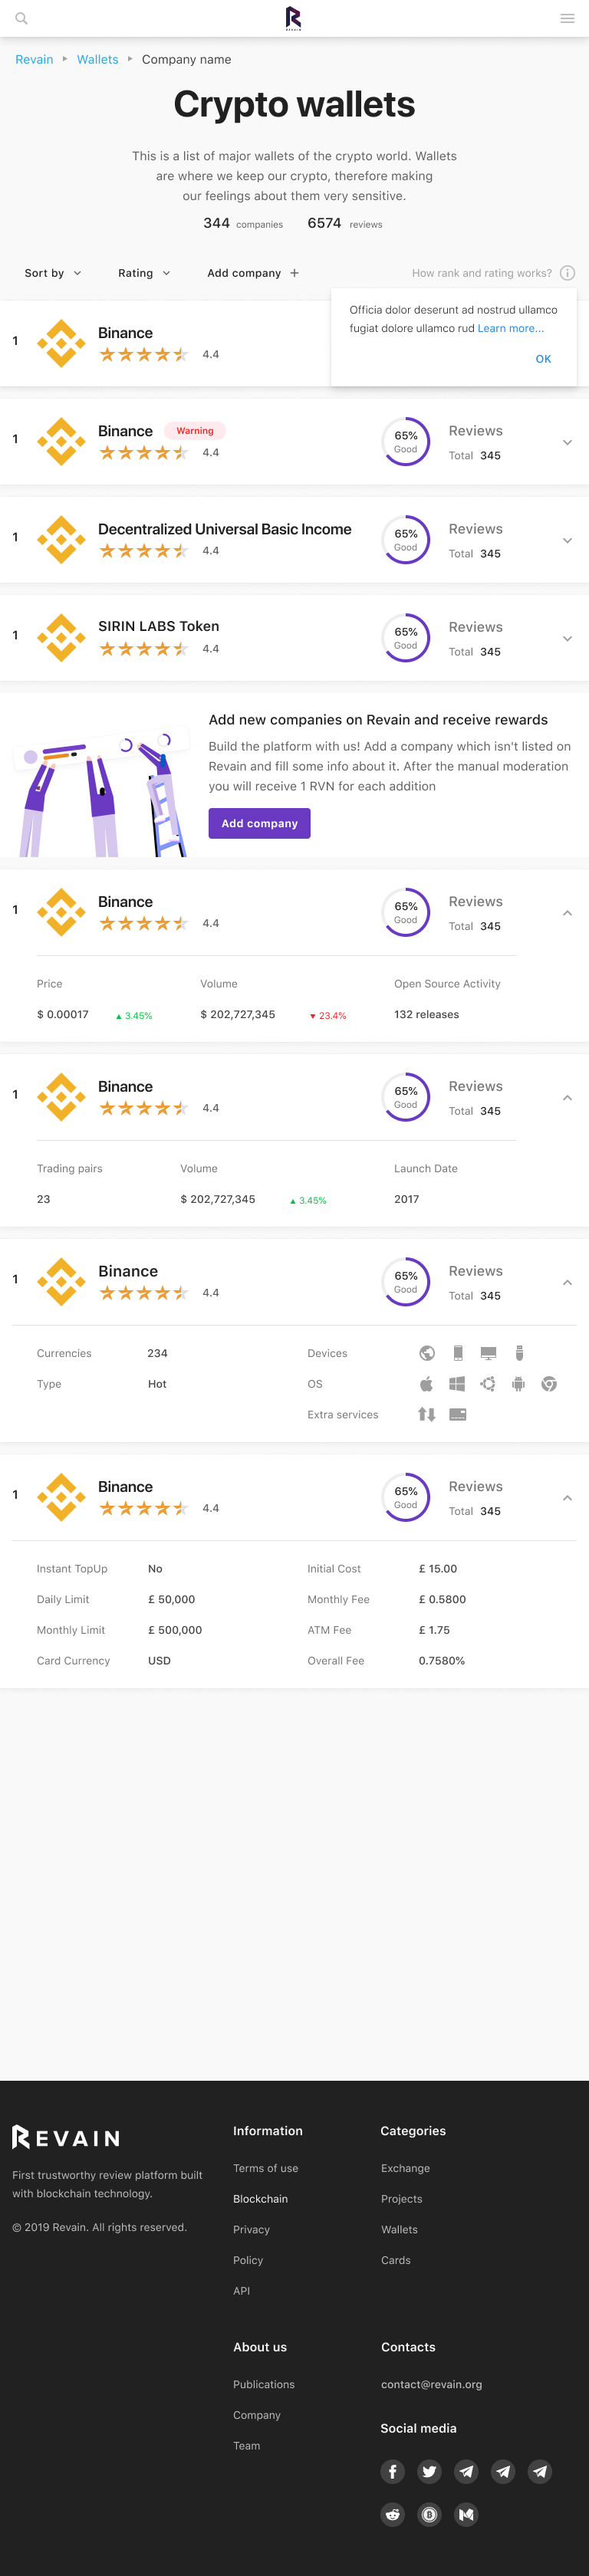 REVAIN
Revain Wallets Company name
Crypto wallets
This is a list of major wallets of the crypto world. Wallets
are where we keep our crypto, therefore making
our feelings about them very sensitive.
344 companies 6574 reviews
Sort by Rating Add company + How rank and rating works?
Officia dolor deserunt ad nostrud ullamco
fugiat dolore ullamco rud Learn more...
OK
1 Binance
4.4
1 Binance Warning
4.4
65%
Good
Reviews
Total 345
1 Decentralized Universal Basic Income
4.4
65%
Good
Reviews
Total 345
1 SIRIN LABS Token
4.4
65%
Good
Reviews
Total 345
Add new companies on Revain and receive rewards
Build the platform with us! Add a company which isn't listed on
Revain and fill some info about it. After the manual moderation
you will receive 1 RVN for each addition
Add company
1 Binance
4.4
65%
Good
Reviews
Total 345
Price Volume Open Source Activity
$ 0.00017 3.45% $ 202,727,345 23.4% 132 releases
1 Binance
4.4
65%
Good
Reviews
Total 345
Trading pairs Volume Launch Date
23 $ 202,727,345 3.45% 2017
1 Binance
4.4
65%
Good
Reviews
Total 345
Currencies 234 Devices
Type Hot OS
Extra services
1 Binance
4.4
65%
Good
Reviews
Total 345
Instant TopUp No Initial Cost £ 15.00
Daily Limit £ 50,000 Monthly Fee £ 0.5800
Monthly Limit £ 500,000 ATM Fee £ 1.75
Card Currency USD Overall Fee 0.7580%
REVAIN
First trustworthy review platform built
with blockchain technology.
© 2019 Revain. All rights reserved.
Information
Terms of use
Blockchain
Privacy
Policy
API
Categories
Exchange
Projects
Wallets
Cards
About us
Publications
Company
Team
Contacts
contact@revain.org
Social media